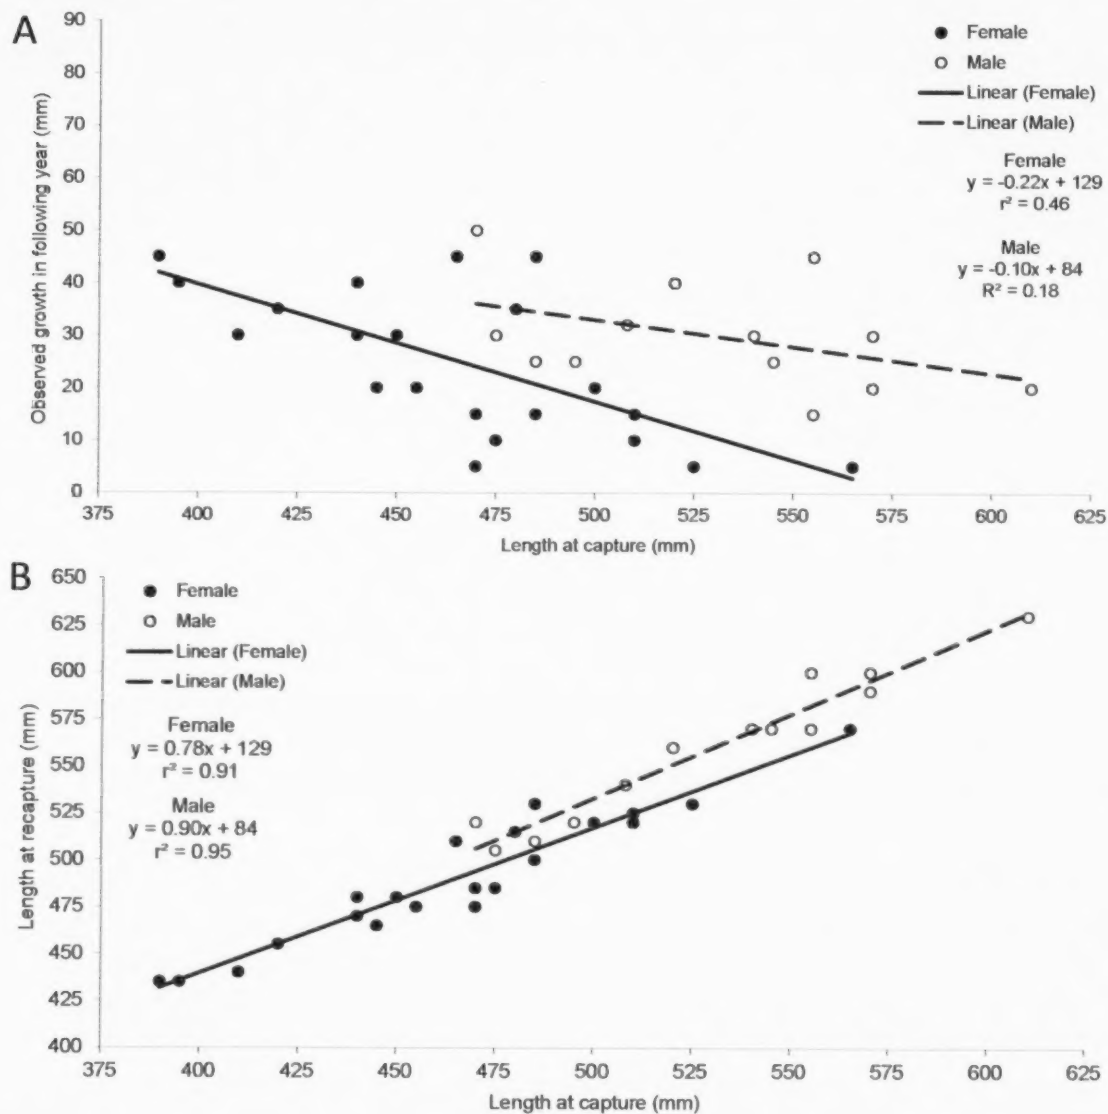 A
90
80
70
60
50
40
30
20
10
0
Observed growth in following year (mm)
375 400 425 450 475 500 525 550 575 600 625
Length at capture (mm)
Female
Male
Linear (Female)
Linear (Male)
Female
y = -0.22x + 129
r² = 0.46
Male
y = -0.10x + 84
R² = 0.18
B
650
625
600
575
550
525
500
475
450
425
400
Length at recapture (mm)
375 400 425 450 475 500 525 550 575 600 625
Length at capture (mm)
Female
Male
Linear (Female)
Linear (Male)
Female
y = 0.78x + 129
r² = 0.91
Male
y = 0.90x + 84
r² = 0.95